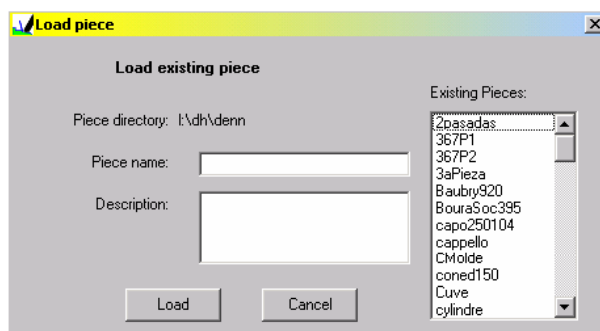 Load piece
Load existing piece
Piece directory: l:\dh\denn
Piece name:
Description:
Load
Cancel
Existing Pieces:
2pasadas
367P1
367P2
3aPieza
Baubry920
BouraSoc395
capo250104
cappello
CMolde
coned150
Cuve
cylindre